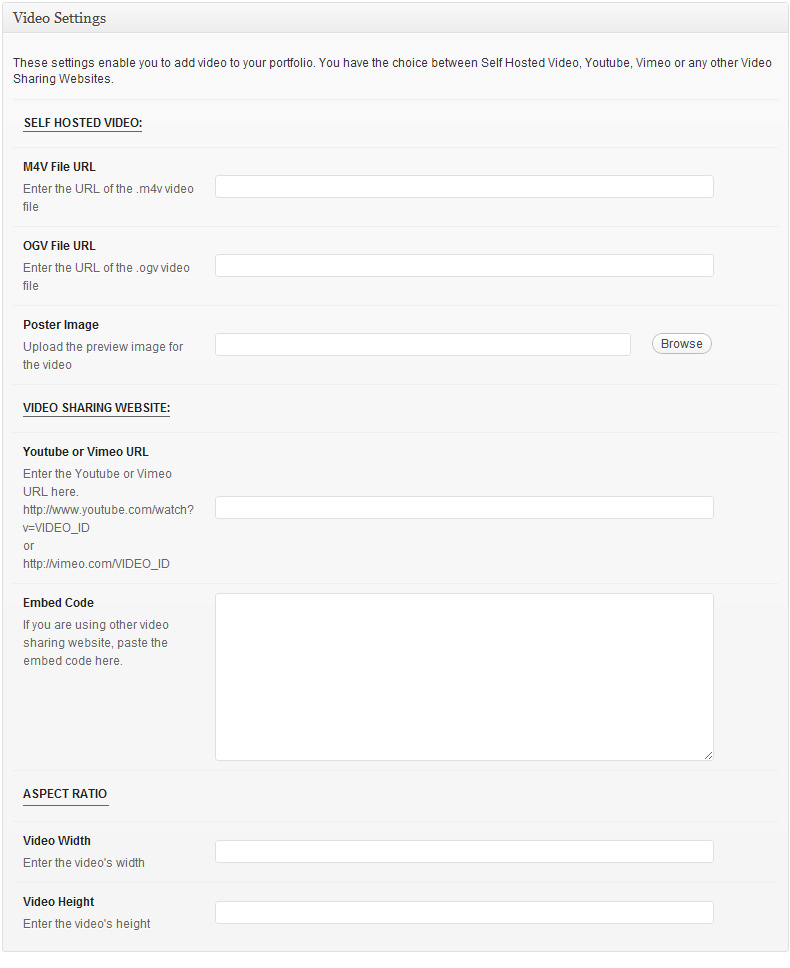 Video Settings
These settings enable you to add video to your portfolio. You have the choice between Self Hosted Video, Youtube, Vimeo or any other Video
Sharing Websites.
SELF HOSTED VIDEO:
M4V File URL
Enter the URL of the .m4v video
file
OGV File URL
Enter the URL of the .ogv video
file
Poster Image
Upload the preview image for
the video
Browse
VIDEO SHARING WEBSITE:
Youtube or Vimeo URL
Enter the Youtube or Vimeo
URL here.
http://www.youtube.com/watch?
v=VIDEO_ID
or
http://vimeo.com/VIDEO_ID
Embed Code
If you are using other video
sharing website, paste the
embed code here.
ASPECT RATIO
Video Width
Enter the video's width
Video Height
Enter the video's height